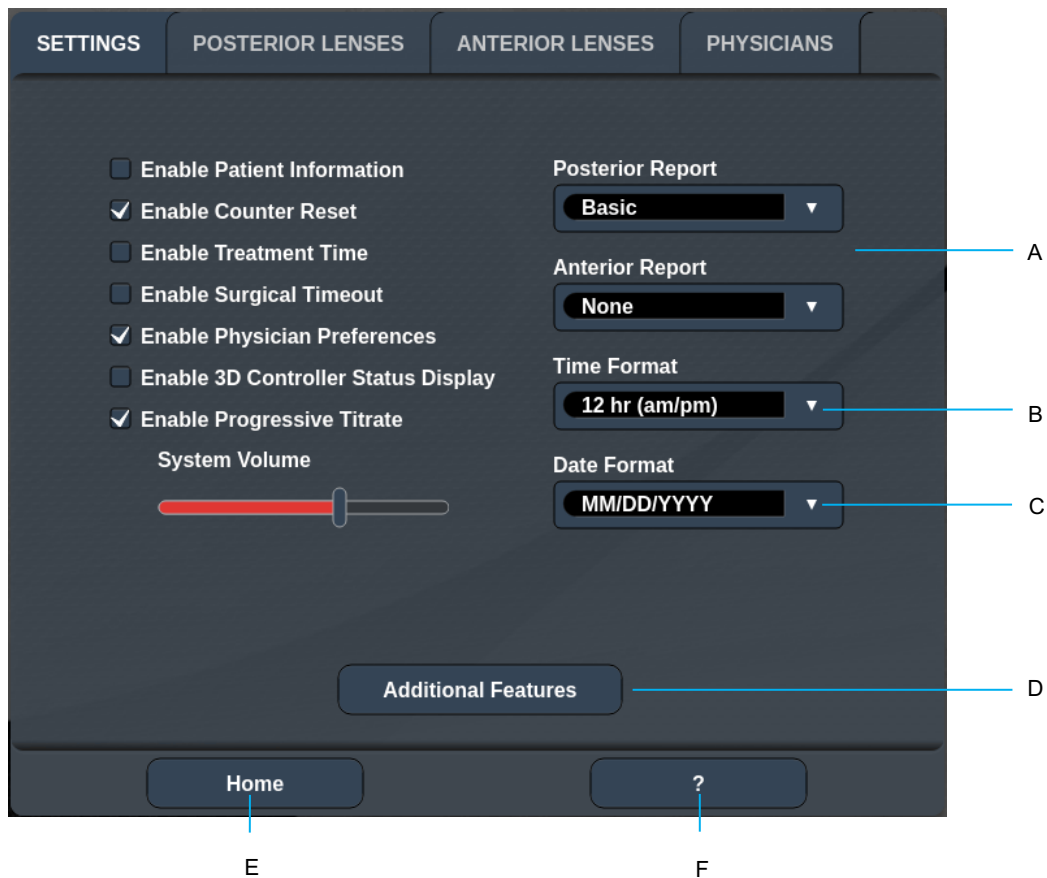 SETTINGS POSTERIOR LENSES ANTERIOR LENSES PHYSICIANS
Enable Patient Information
Enable Counter Reset
Enable Treatment Time
Enable Surgical Timeout
Enable Physician Preferences
Enable 3D Controller Status Display
Enable Progressive Titrate
System Volume
Posterior Report
Basic
A
Anterior Report
None
Time Format
12 hr (am/pm)
B
Date Format
MM/DD/YYYY
C
Additional Features
D
Home
?
E
F